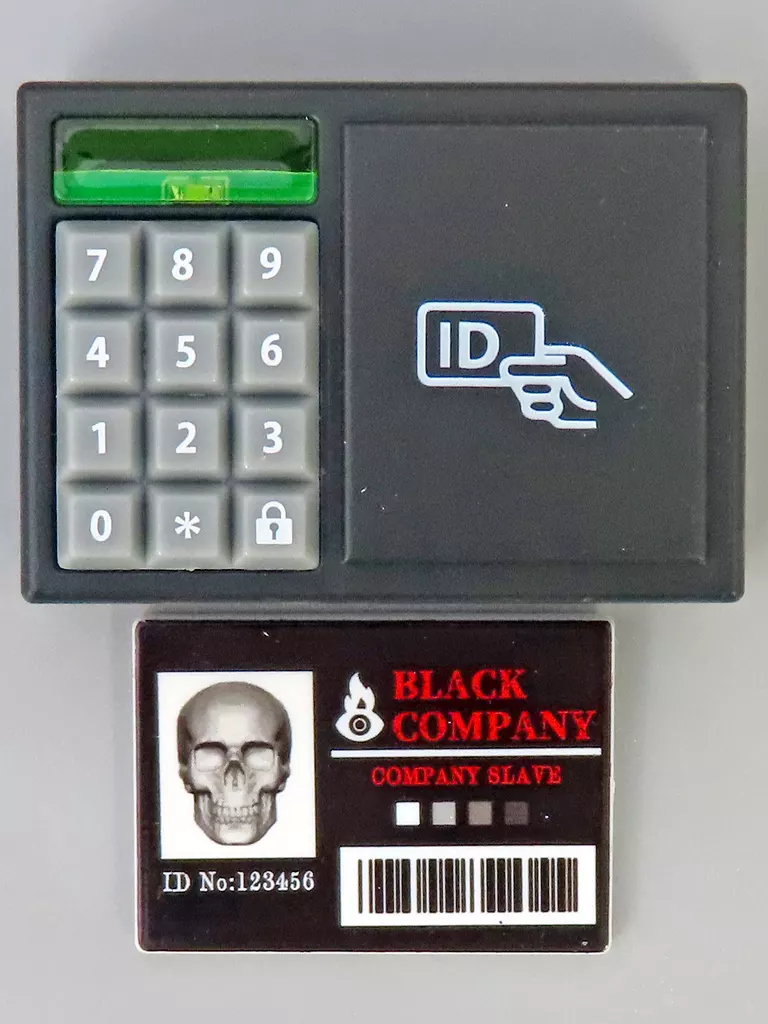 7 8 9
4 5 6
1 2 3
0 *
ID
BLACK
COMPANY
COMPANY SLAVE
ID No:123456